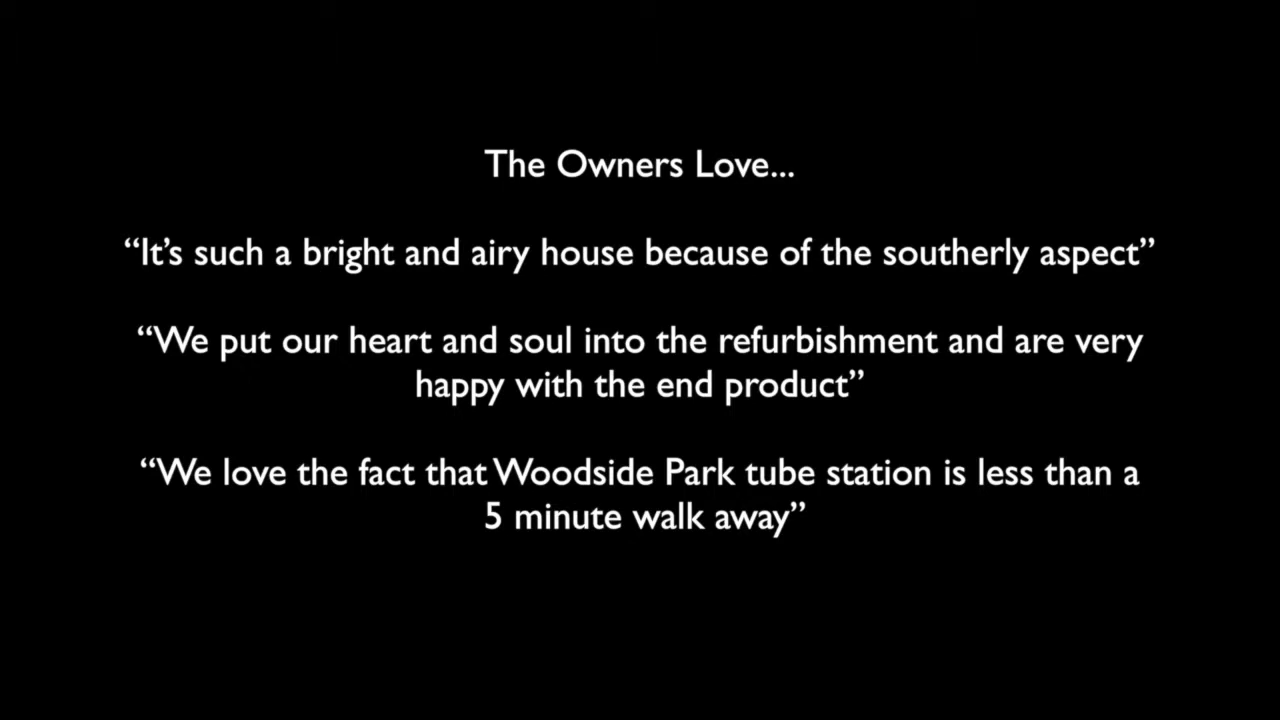 The Owners Love...
“It’s such a bright and airy house because of the southerly aspect”
“We put our heart and soul into the refurbishment and are very
happy with the end product”
“We love the fact that Woodside Park tube station is less than a
5 minute walk away”